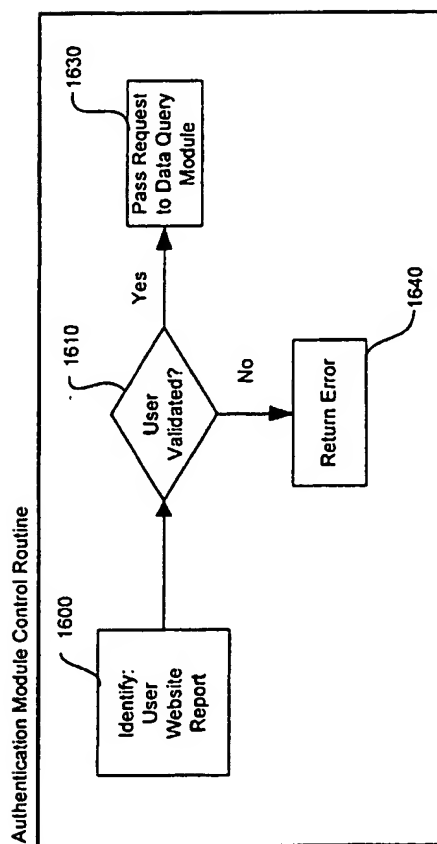 Authentication Module Control Routine
1600
Identify:
User
Website
Report
1610
User
Validated?
Yes
1630
Pass Request
to Data Query
Module
No
1640
Return Error